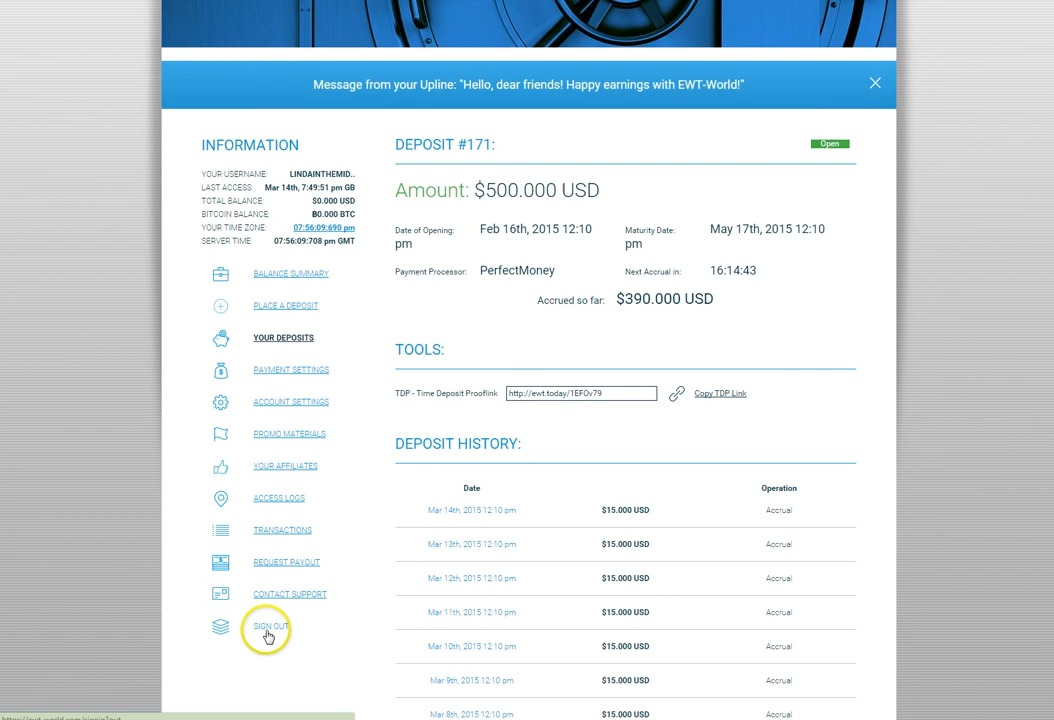 Message from your Upline: "Hello, dear friends! Happy earnings with EWT-World!"
INFORMATION
YOUR USERNAME: LINDAINTHEMID..
LAST ACCESS: Mar 14th, 7:49:51 pm GB
TOTAL BALANCE: $0.000 USD
BITCOIN BALANCE: ฿0.000 BTC
YOUR TIME ZONE: 07:56:09:690 pm
SERVER TIME: 07:56:09:708 pm GMT
BALANCE SUMMARY
PLACE A DEPOSIT
YOUR DEPOSITS
PAYMENT SETTINGS
ACCOUNT SETTINGS
PROMO MATERIALS
YOUR AFFILIATES
ACCESS LOGS
TRANSACTIONS
REQUEST PAYOUT
CONTACT SUPPORT
SIGN OUT
DEPOSIT #171:
Open
Amount: $500.000 USD
Date of Opening: Feb 16th, 2015 12:10 pm
Maturity Date: May 17th, 2015 12:10 pm
Payment Processor: PerfectMoney
Next Accrual in: 16:14:43
Accrued so far: $390.000 USD
TOOLS:
TDP - Time Deposit Prooflink http://ewt.today/1EFOv79 Copy TDP Link
DEPOSIT HISTORY:
Date Operation
Mar 14th, 2015 12:10 pm $15.000 USD Accrual
Mar 13th, 2015 12:10 pm $15.000 USD Accrual
Mar 12th, 2015 12:10 pm $15.000 USD Accrual
Mar 11th, 2015 12:10 pm $15.000 USD Accrual
Mar 10th, 2015 12:10 pm $15.000 USD Accrual
Mar 9th, 2015 12:10 pm $15.000 USD Accrual
Mar 8th, 2015 12:10 pm $15.000 USD Accrual